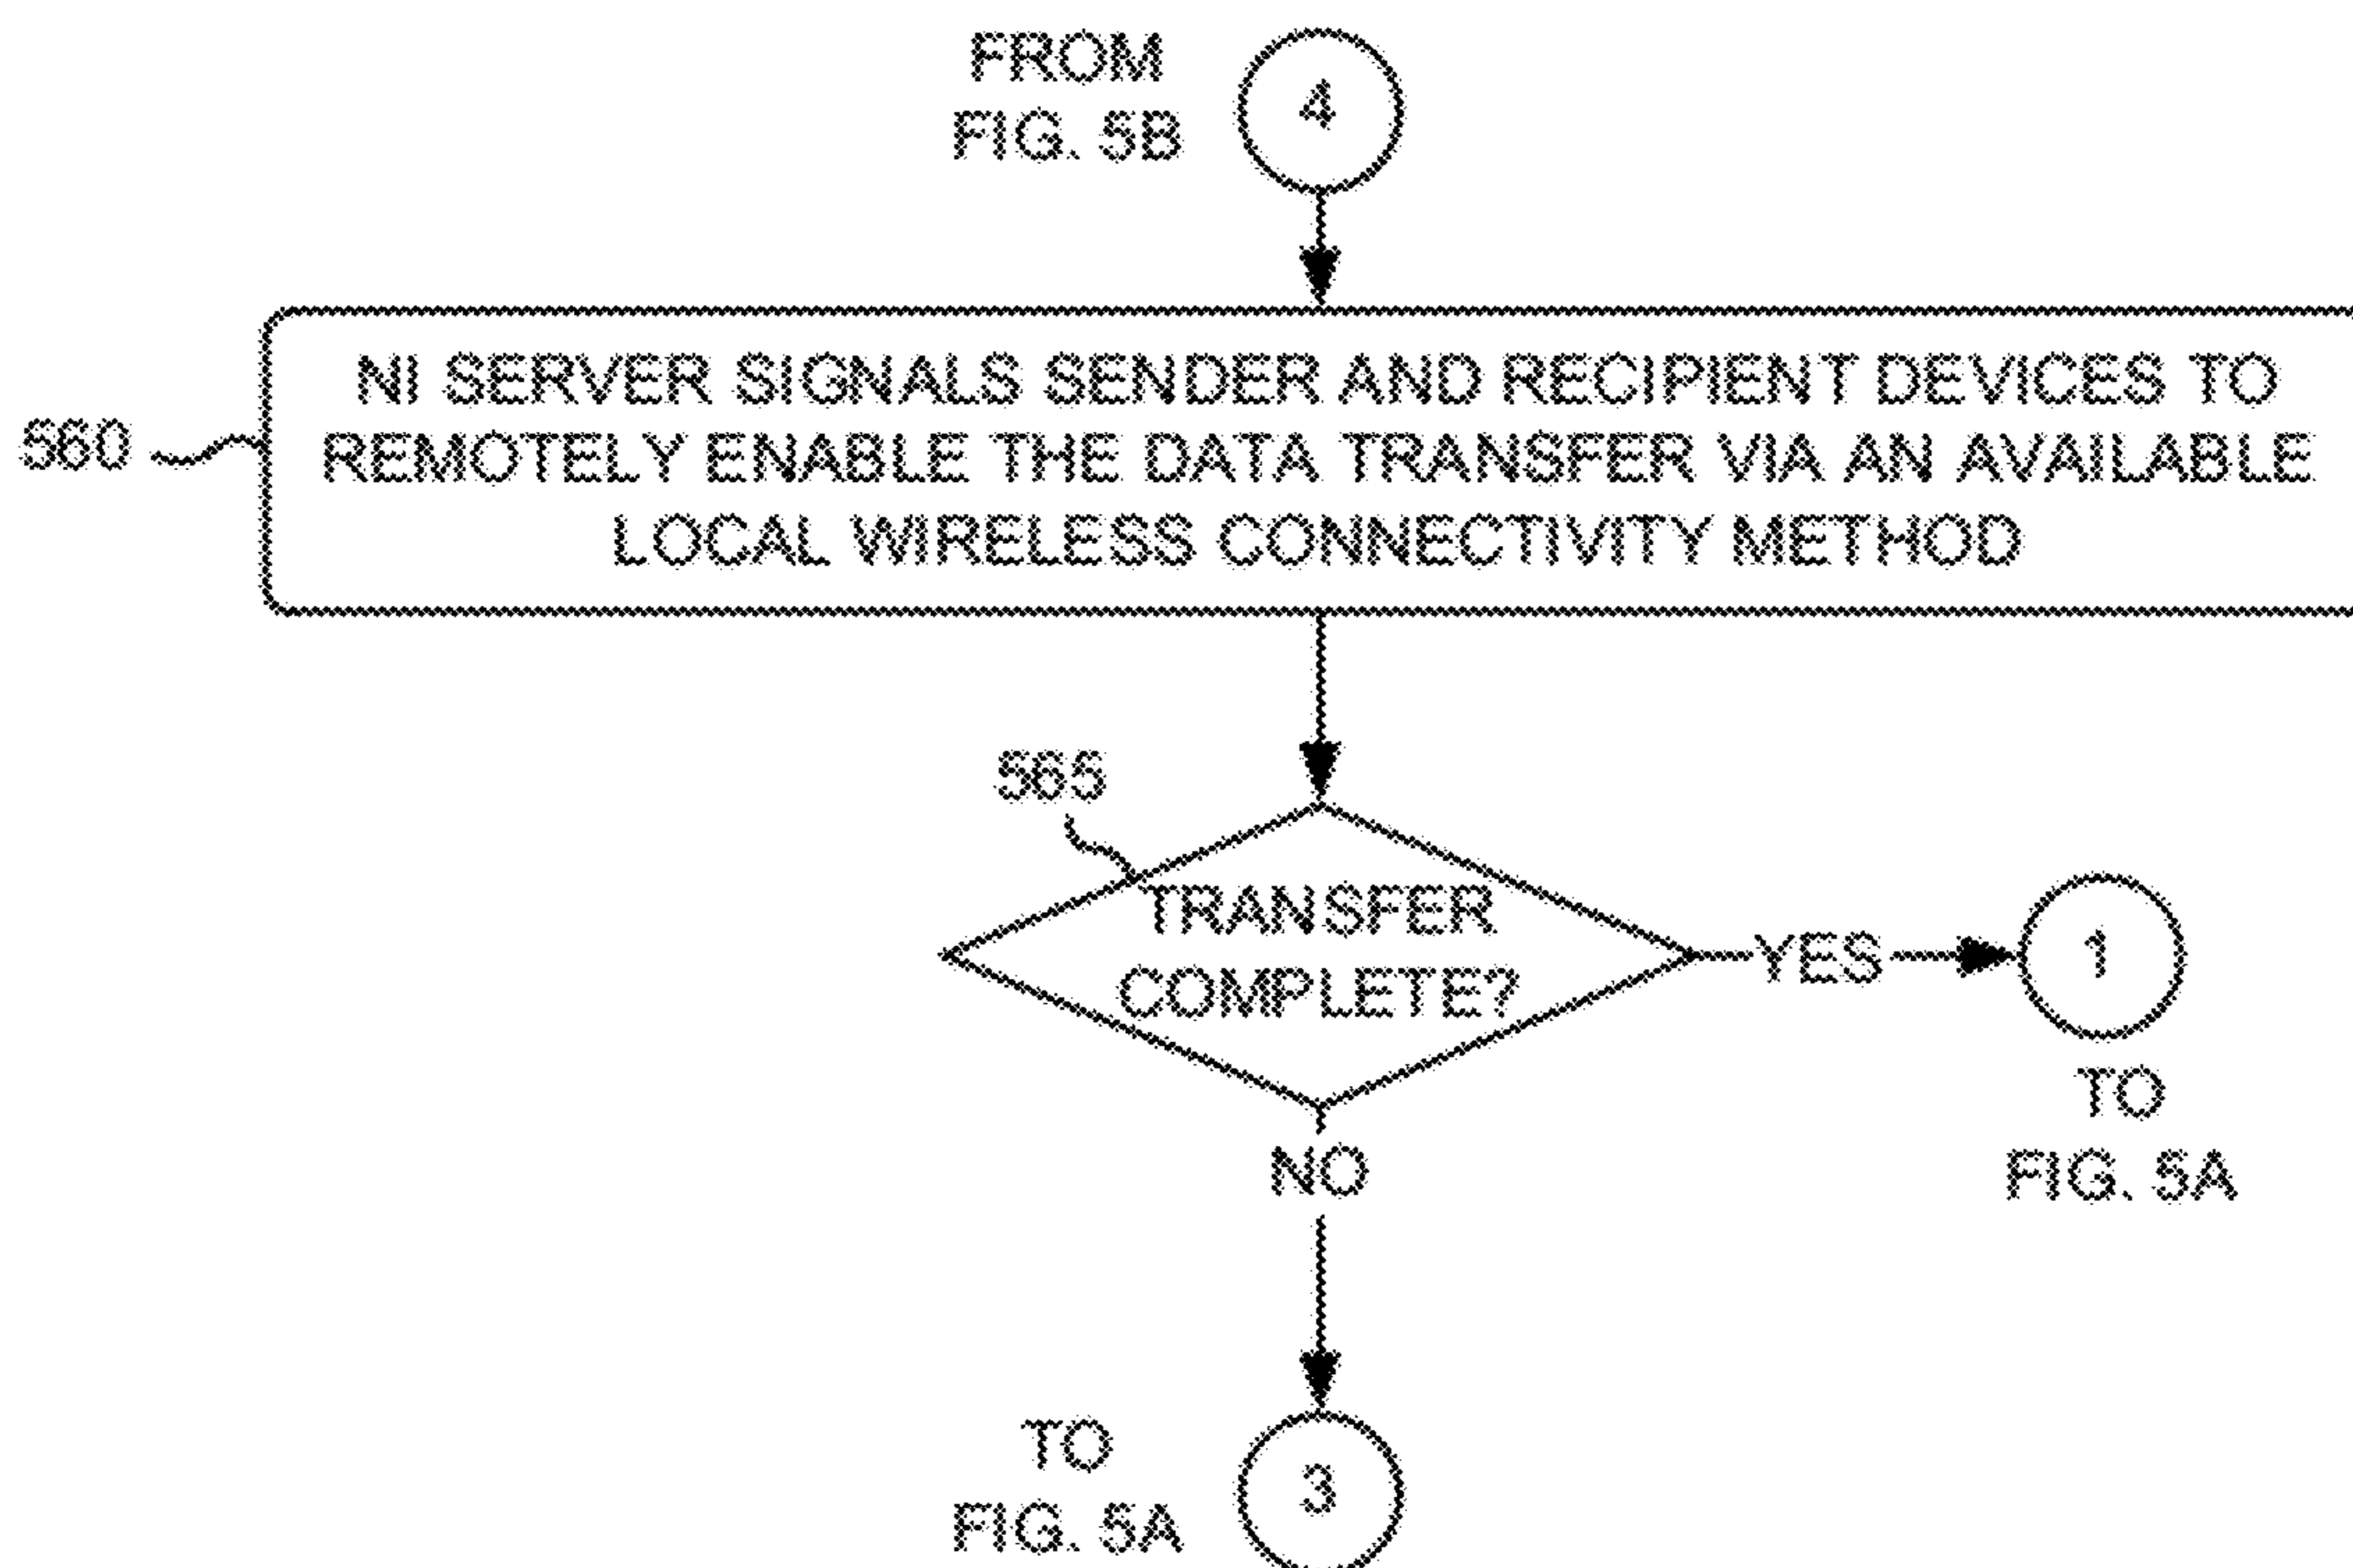 FROM
FIG. 5B
4
NI SERVER SIGNALS SENDER AND RECIPIENT DEVICES TO
REMOTELY ENABLE THE DATA TRANSFER VIA AN AVAILABLE
LOCAL WIRELESS CONNECTIVITY METHOD
560
565
TRANSFER
COMPLETE?
YES
1
TO
FIG. 5A
NO
TO
FIG. 5A
3